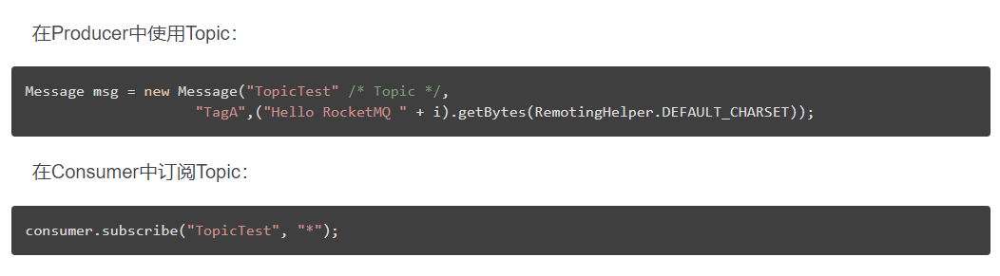 在Producer中使用Topic：
Message msg = new Message("TopicTest" /* Topic */,
"TagA",("Hello RocketMQ " + i).getBytes(RemotingHelper.DEFAULT_CHARSET));
在Consumer中订阅Topic：
consumer.subscribe("TopicTest", "*");